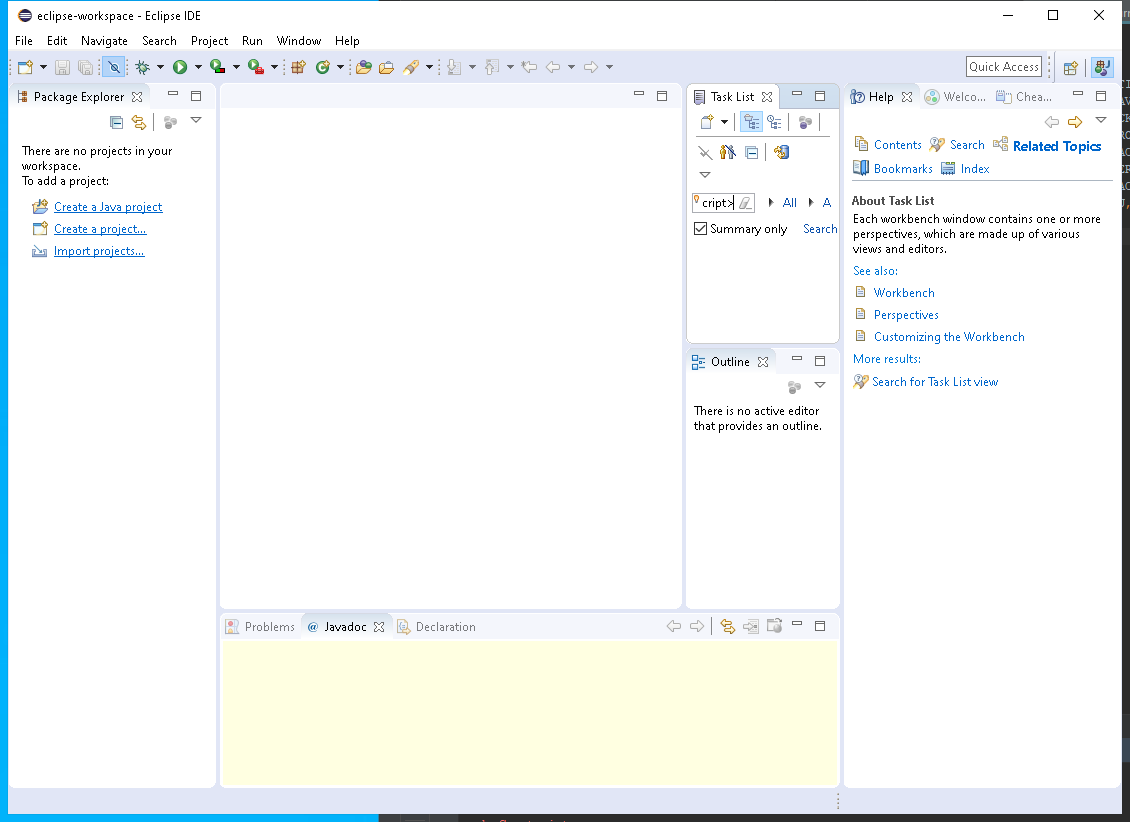 eclipse-workspace - Eclipse IDE
File Edit Navigate Search Project Run Window Help
Quick Access
Package Explorer
There are no projects in your
workspace.
To add a project:
Create a Java project
Create a project...
Import projects...
Task List
cript>
All
A
Summary only
Search
Outline
There is no active editor
that provides an outline.
Help
Welco...
Chea...
Contents Search Related Topics
Bookmarks Index
About Task List
Each workbench window contains one or more
perspectives, which are made up of various
views and editors.
See also:
Workbench
Perspectives
Customizing the Workbench
More results:
Search for Task List view
Problems
@ Javadoc
Declaration